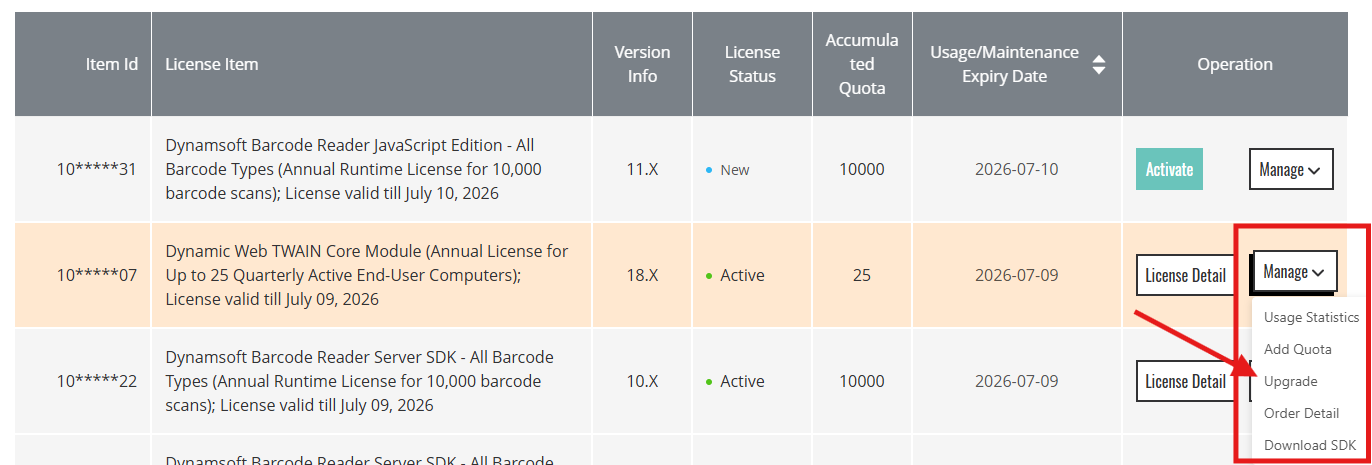 Item Id
License Item
Version
Info
License
Status
Accumula
ted
Quota
Usage/Maintenance
Expiry Date
Operation
10*****31
Dynamsoft Barcode Reader JavaScript Edition - All
Barcode Types (Annual Runtime License for 10,000
barcode scans); License valid till July 10, 2026
11.X
New
10000
2026-07-10
Activate
Manage
10*****07
Dynamic Web TWAIN Core Module (Annual License for
Up to 25 Quarterly Active End-User Computers);
License valid till July 09, 2026
18.X
Active
25
2026-07-09
License Detail
Manage
Usage Statistics
Add Quota
Upgrade
Order Detail
Download SDK
10*****22
Dynamsoft Barcode Reader Server SDK - All Barcode
Types (Annual Runtime License for 10,000 barcode
scans); License valid till July 09, 2026
10.X
Active
10000
2026-07-09
License Detail
Dynamsoft Barcode Reader Server SDK - All Barcode